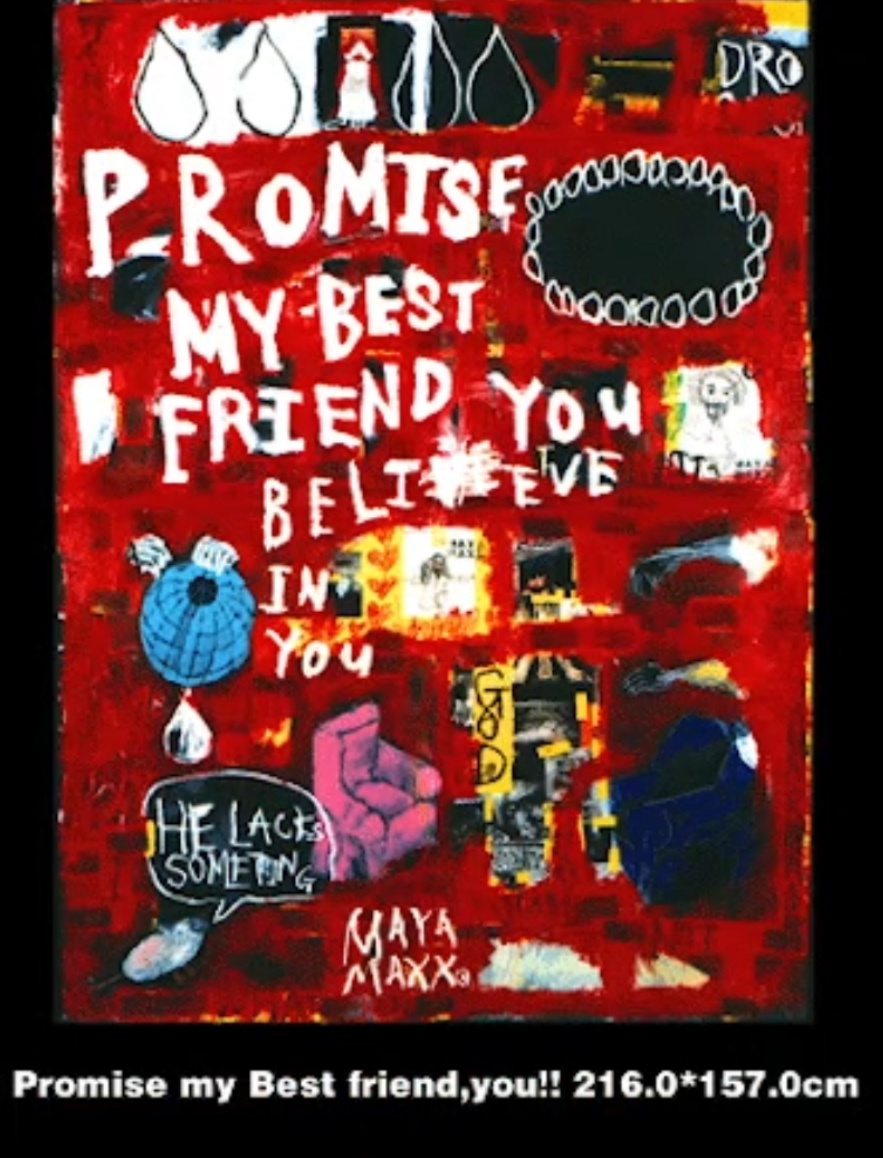 DRO
PROMISE
MY BEST
FRIEND YOU
BELIEVE
IN
YOU
GOD
HE LACKS
SOMETING
MAYA
MAXX
Promise my Best friend,you!! 216.0*157.0cm